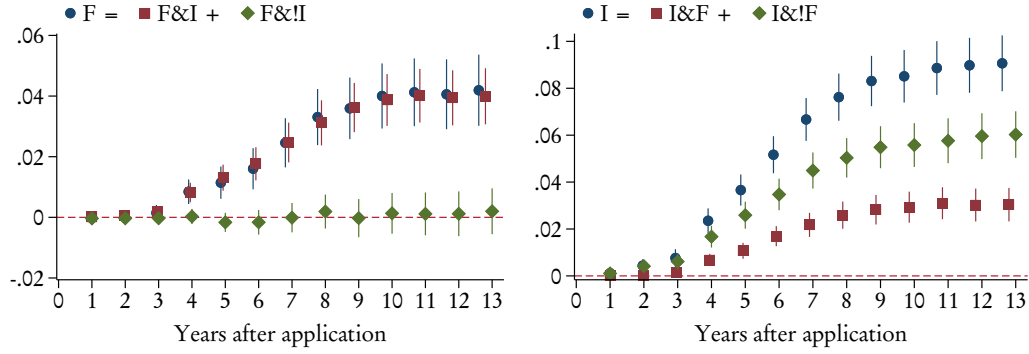 F = F&I + F&!I
.06
.04
.02
0
-.02
0 1 2 3 4 5 6 7 8 9 10 11 12 13
Years after application
I = I&F + I&!F
.1
.08
.06
.04
.02
0
0 1 2 3 4 5 6 7 8 9 10 11 12 13
Years after application